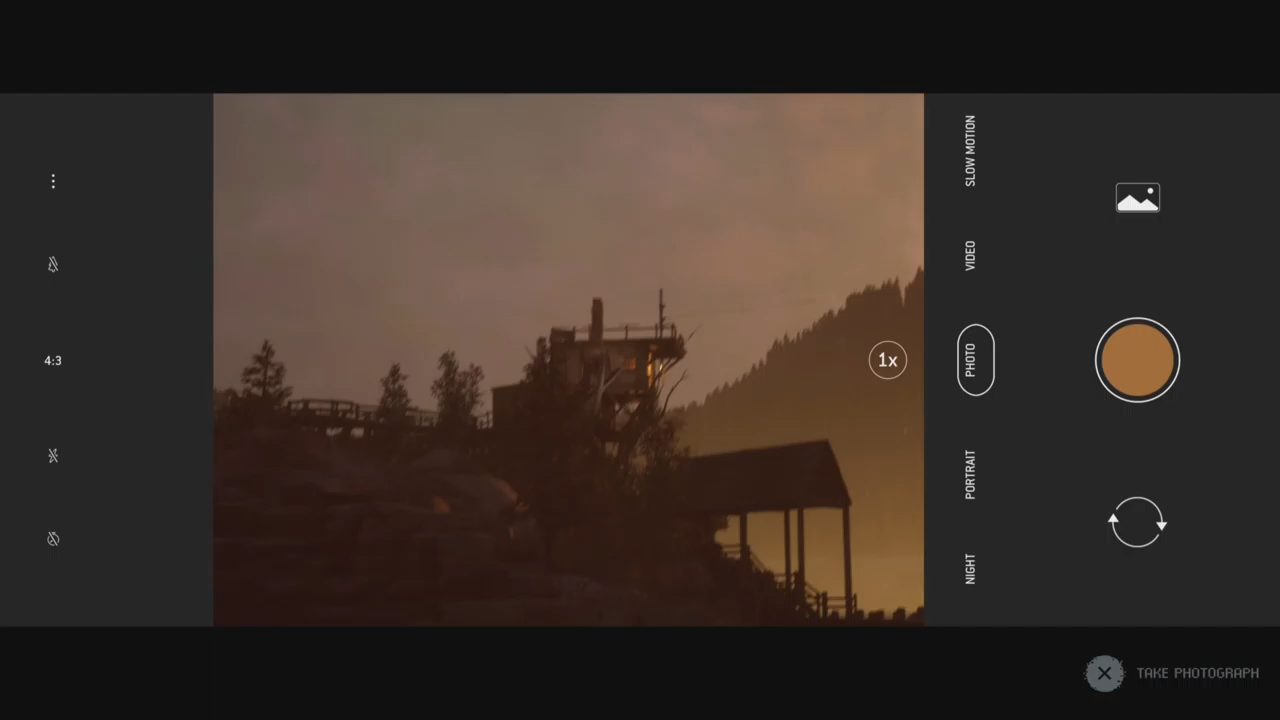 4:3
1x
SLOW MOTION
VIDEO
PHOTO
PORTRAIT
NIGHT
TAKE PHOTOGRAPH